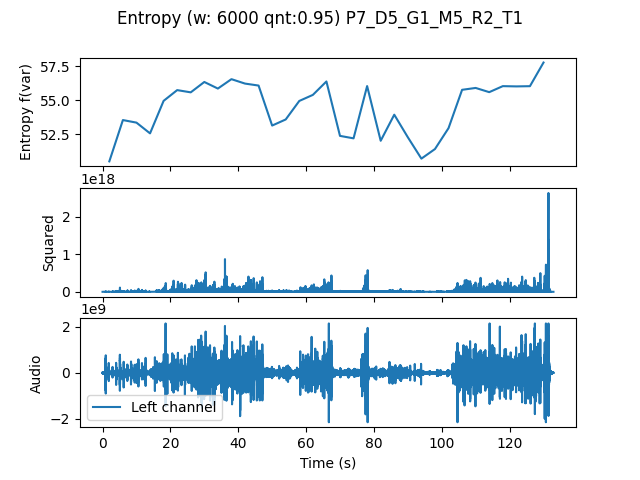 Entropy (w: 6000 qnt:0.95) P7_D5_G1_M5_R2_T1
Entropy f(var)
57.5
55.0
52.5
1e18
Squared
2
1
0
1e9
Audio
2
0
−2
Left channel
0 20 40 60 80 100 120
Time (s)